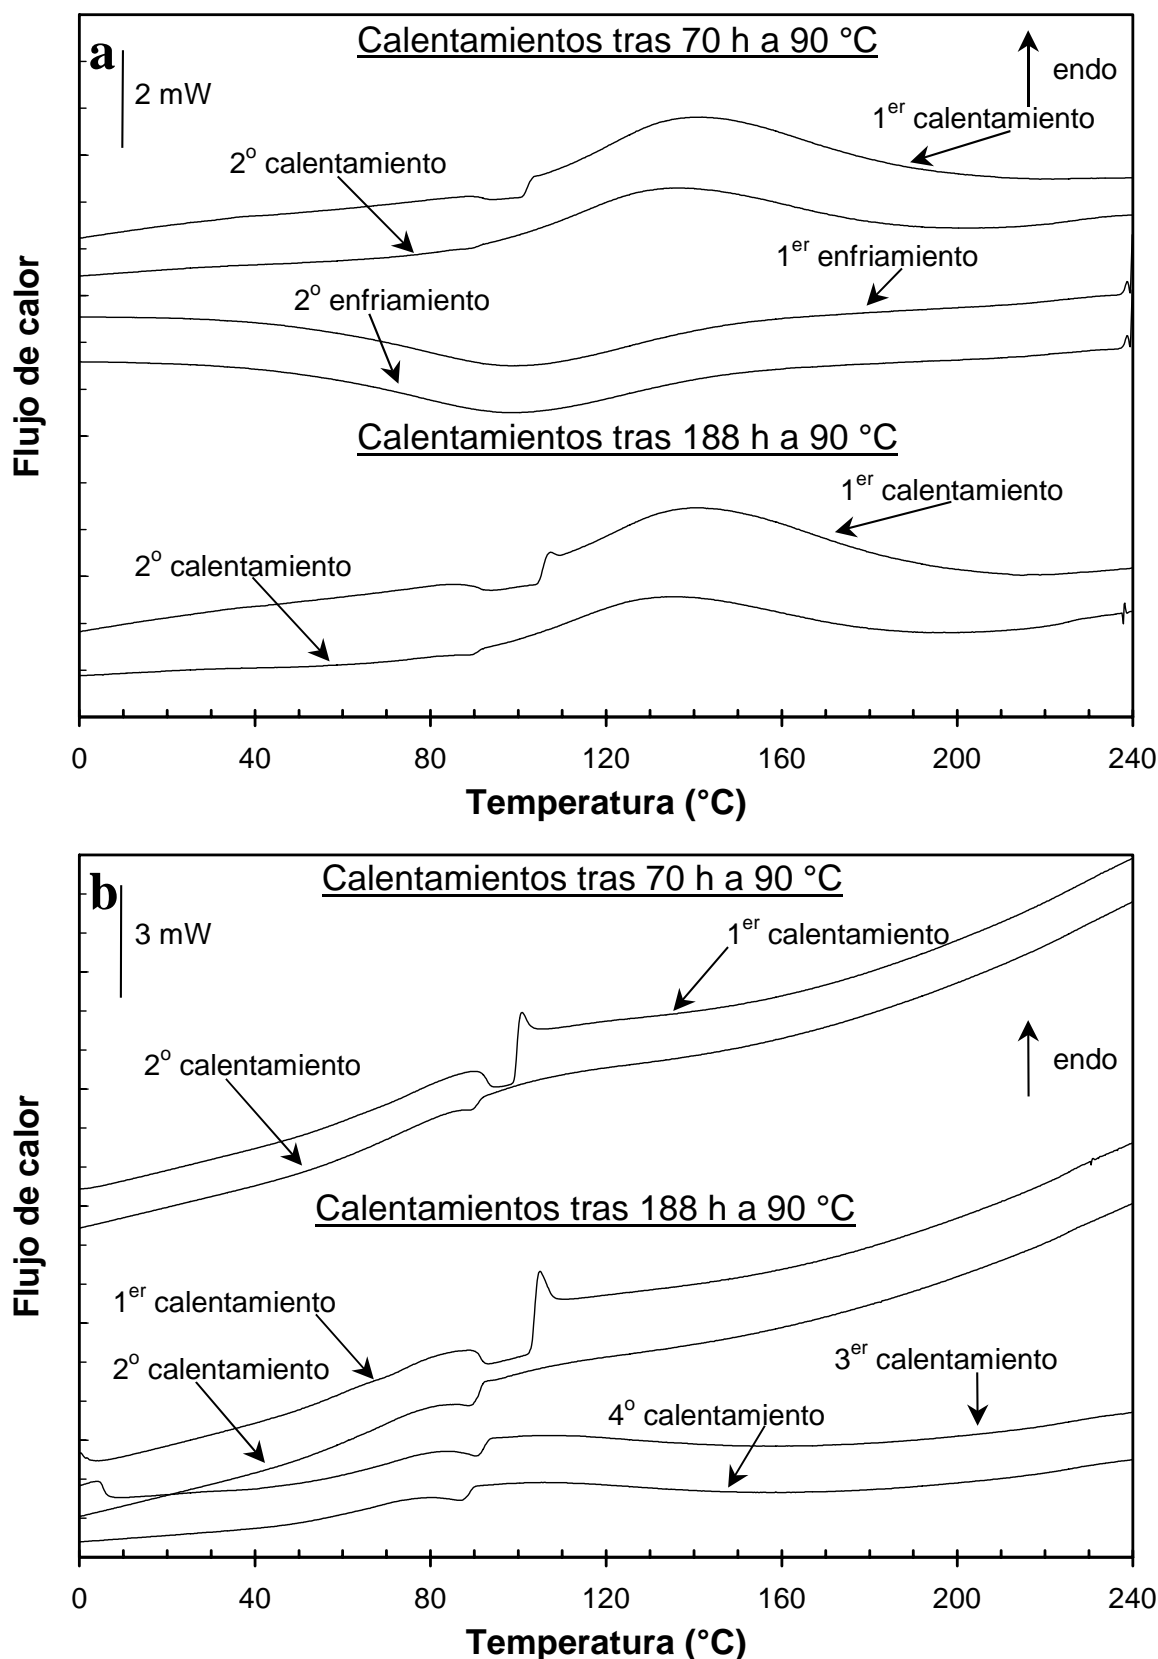 a
Calentamientos tras 70 h a 90 °C
endo
2 mW
1er calentamiento
2º calentamiento
1er enfriamiento
2º enfriamiento
Flujo de calor
Calentamientos tras 188 h a 90 °C
1er calentamiento
2º calentamiento
0 40 80 120 160 200 240
Temperatura (°C)
b
Calentamientos tras 70 h a 90 °C
3 mW
1er calentamiento
2º calentamiento
endo
Flujo de calor
Calentamientos tras 188 h a 90 °C
1er calentamiento
2º calentamiento
3er calentamiento
4º calentamiento
0 40 80 120 160 200 240
Temperatura (°C)